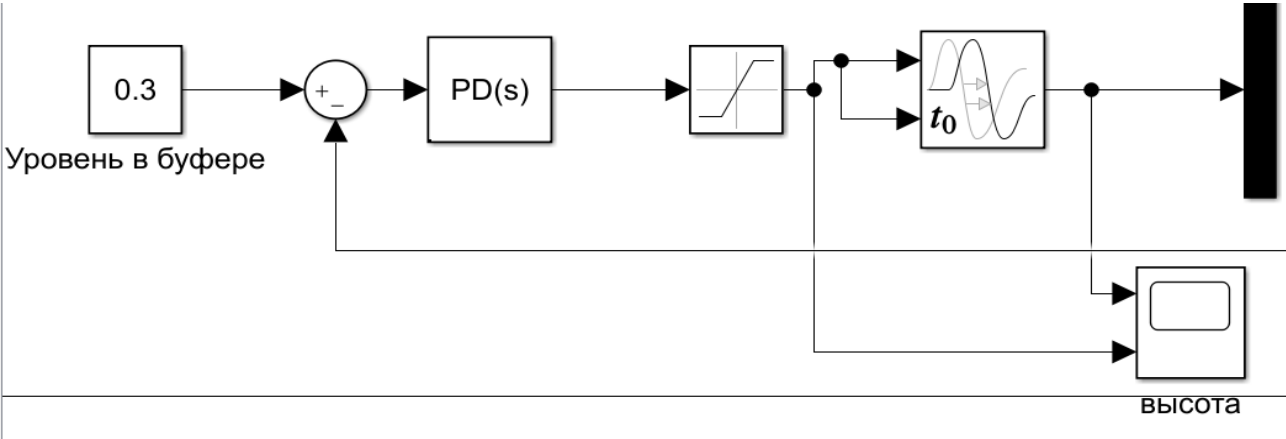 0.3
+
−
PD(s)
t₀
Уровень в буфере
высота